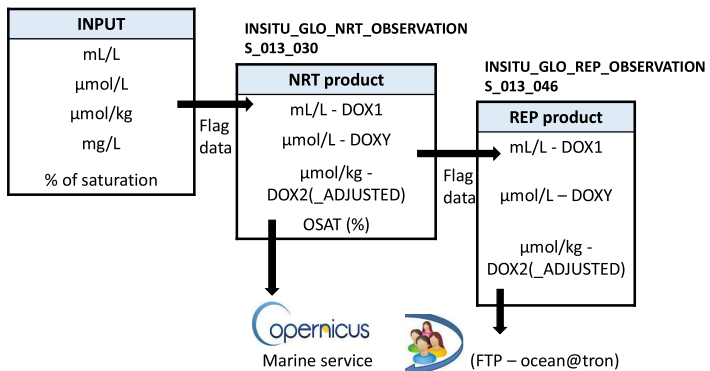 INPUT
mL/L
µmol/L
µmol/kg
mg/L
% of saturation
Flag
data
INSITU_GLO_NRT_OBSERVATION
S_013_030
NRT product
mL/L - DOX1
µmol/L - DOXY
µmol/kg -
DOX2(_ADJUSTED)
OSAT (%)
Flag
data
INSITU_GLO_REP_OBSERVATION
S_013_046
REP product
mL/L - DOX1
µmol/L – DOXY
µmol/kg -
DOX2(_ADJUSTED)
opernicus
Marine service
(FTP – ocean@tron)